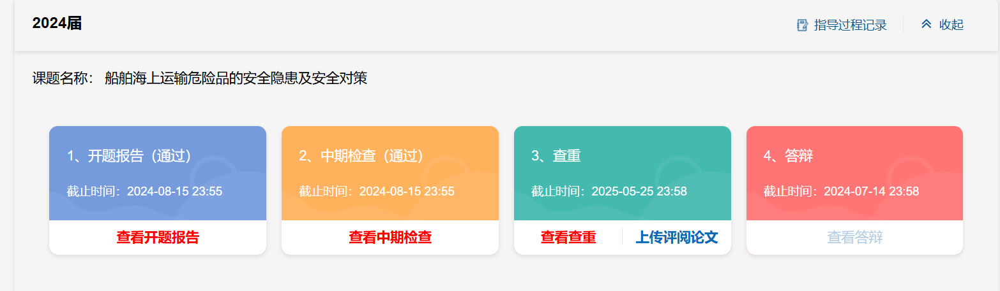 2024届
指导过程记录
收起
课题名称： 船舶海上运输危险品的安全隐患及安全对策
1、开题报告（通过）
截止时间：2024-08-15 23:55
查看开题报告
2、中期检查（通过）
截止时间：2024-08-15 23:55
查看中期检查
3、查重
截止时间：2025-05-25 23:58
查看查重
上传评阅论文
4、答辩
截止时间：2024-07-14 23:58
查看答辩